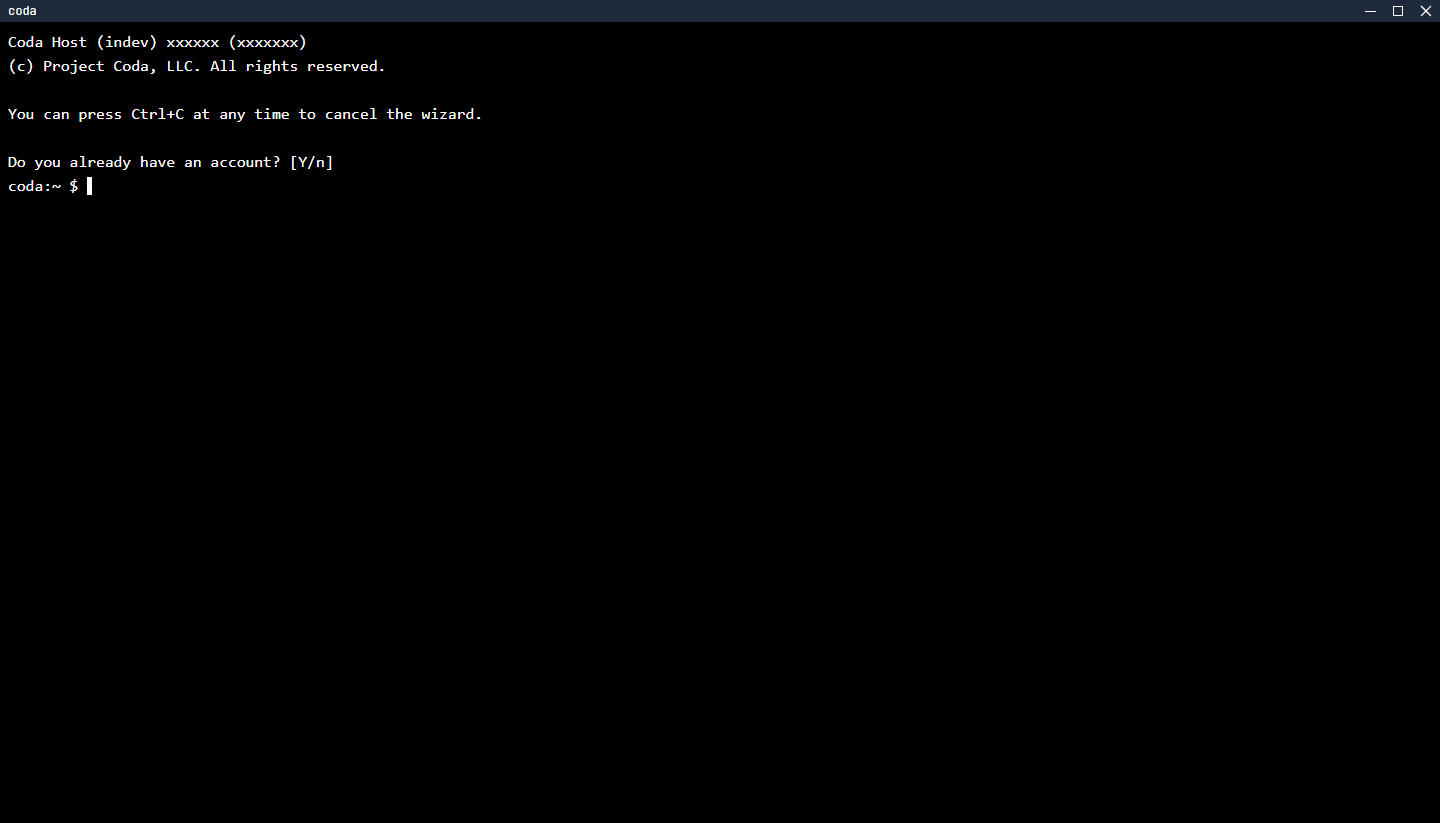 coda
Coda Host (indev) xxxxxx (xxxxxxx)
(c) Project Coda, LLC. All rights reserved.
You can press Ctrl+C at any time to cancel the wizard.
Do you already have an account? [Y/n]
coda:~ $